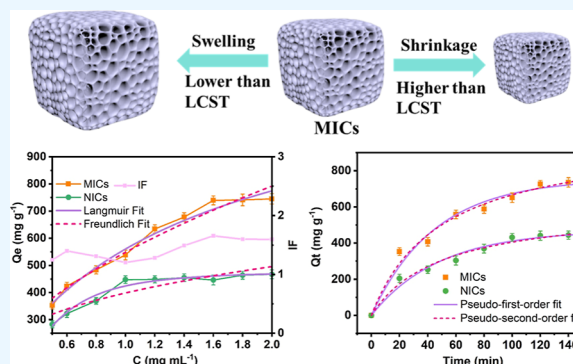 Swelling
Lower than
LCST
MICs
Shrinkage
Higher than
LCST
Qe (mg g⁻¹)
900
800
700
600
500
400
300
MICs
IF
NICs
Langmuir Fit
Freundlich Fit
3
2
1
0
IF
0.6 0.8 1.0 1.2 1.4 1.6 1.8 2.0
C (mg mL⁻¹)
Qt (mg g⁻¹)
800
600
400
200
0
MICs
NICs
Pseudo-first-order fit
Pseudo-second-order f
0 20 40 60 80 100 120 140
Time (min)